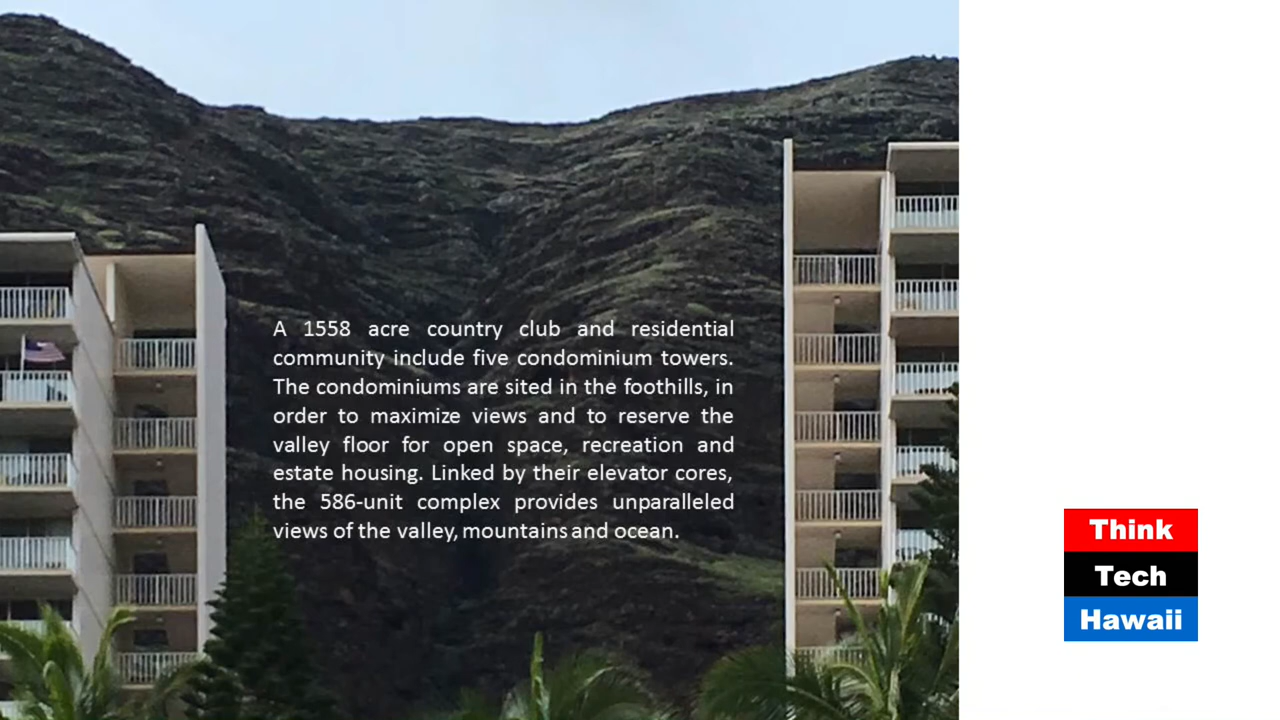 A 1558 acre country club and residential
community include five condominium towers.
The condominiums are sited in the foothills, in
order to maximize views and to reserve the
valley floor for open space, recreation and
estate housing. Linked by their elevator cores,
the 586-unit complex provides unparalleled
views of the valley, mountains and ocean.
Think
Tech
Hawaii